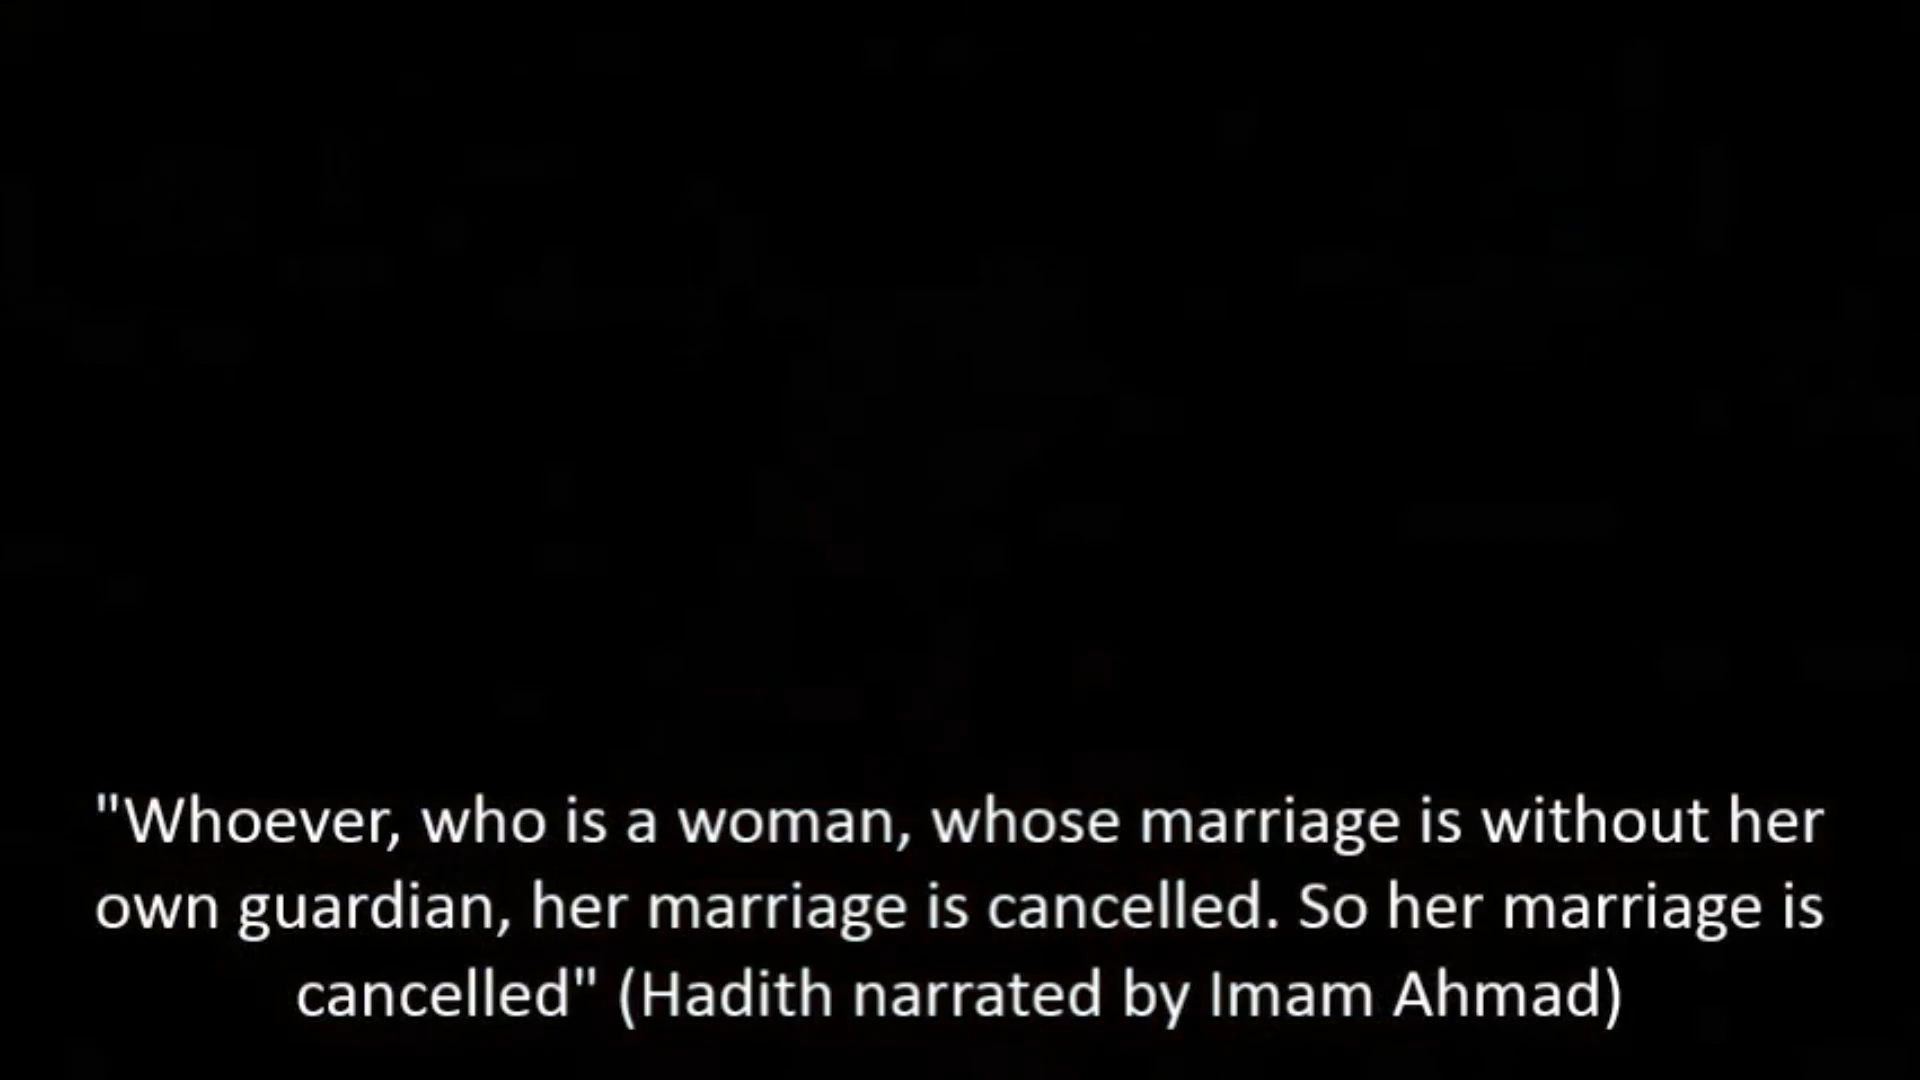 "Whoever, who is a woman, whose marriage is without her
own guardian, her marriage is cancelled. So her marriage is
cancelled" (Hadith narrated by Imam Ahmad)